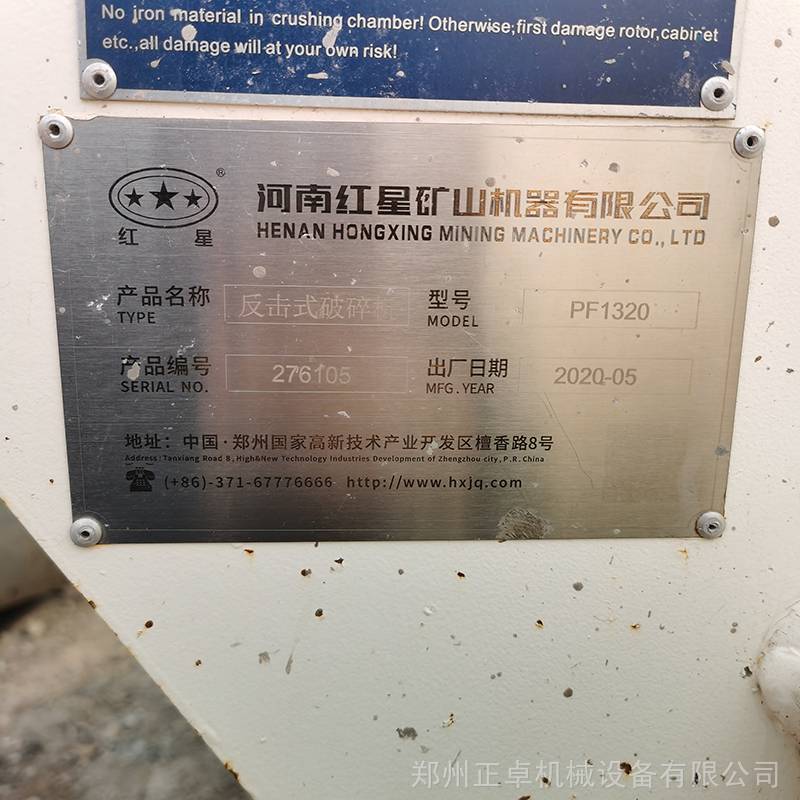 No iron material in crushing chamber! Otherwise,first damage rotor,cabinet
etc.,all damage will at your own risk!
®
红 星
河南红星矿山机器有限公司
HENAN HONGXING MINING MACHINERY CO., LTD
产品名称 反击式破碎机 型号 PF1320
TYPE MODEL
产品编号 276105 出厂日期 2020-05
SERIAL NO. MFG. YEAR
地址：中国·郑州国家高新技术产业开发区檀香路8号
Address: Tanxiang Road 8, High&New Technology Industries Development of Zhengzhou city, P.R. China
(+86)-371-67776666 http://www.hxjq.com
郑州正卓机械设备有限公司